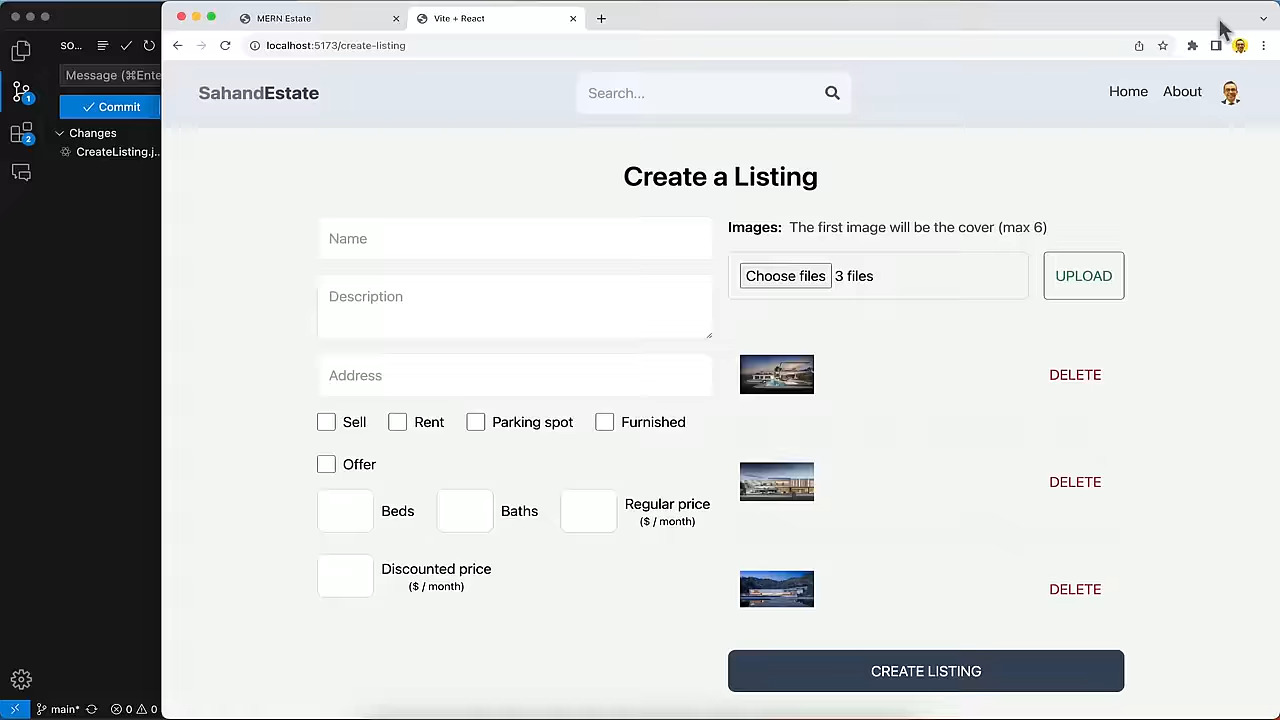 MERN Estate
Vite + React
localhost:5173/create-listing
SO...
Message (⌘Ente
Commit
1
2
Changes
CreateListing.j...
main*
0
0
SahandEstate
Search...
Home
About
Create a Listing
Name
Description
Address
Sell
Rent
Parking spot
Furnished
Offer
Beds
Baths
Regular price
($ / month)
Discounted price
($ / month)
Images: The first image will be the cover (max 6)
Choose files 3 files
UPLOAD
DELETE
DELETE
DELETE
CREATE LISTING